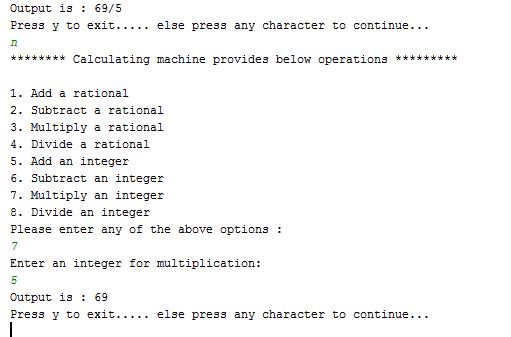 Output is : 69/5
Press y to exit..... else press any character to continue...
n
******** Calculating machine provides below operations *********
1. Add a rational
2. Subtract a rational
3. Multiply a rational
4. Divide a rational
5. Add an integer
6. Subtract an integer
7. Multiply an integer
8. Divide an integer
Please enter any of the above options :
7
Enter an integer for multiplication:
5
Output is : 69
Press y to exit..... else press any character to continue...